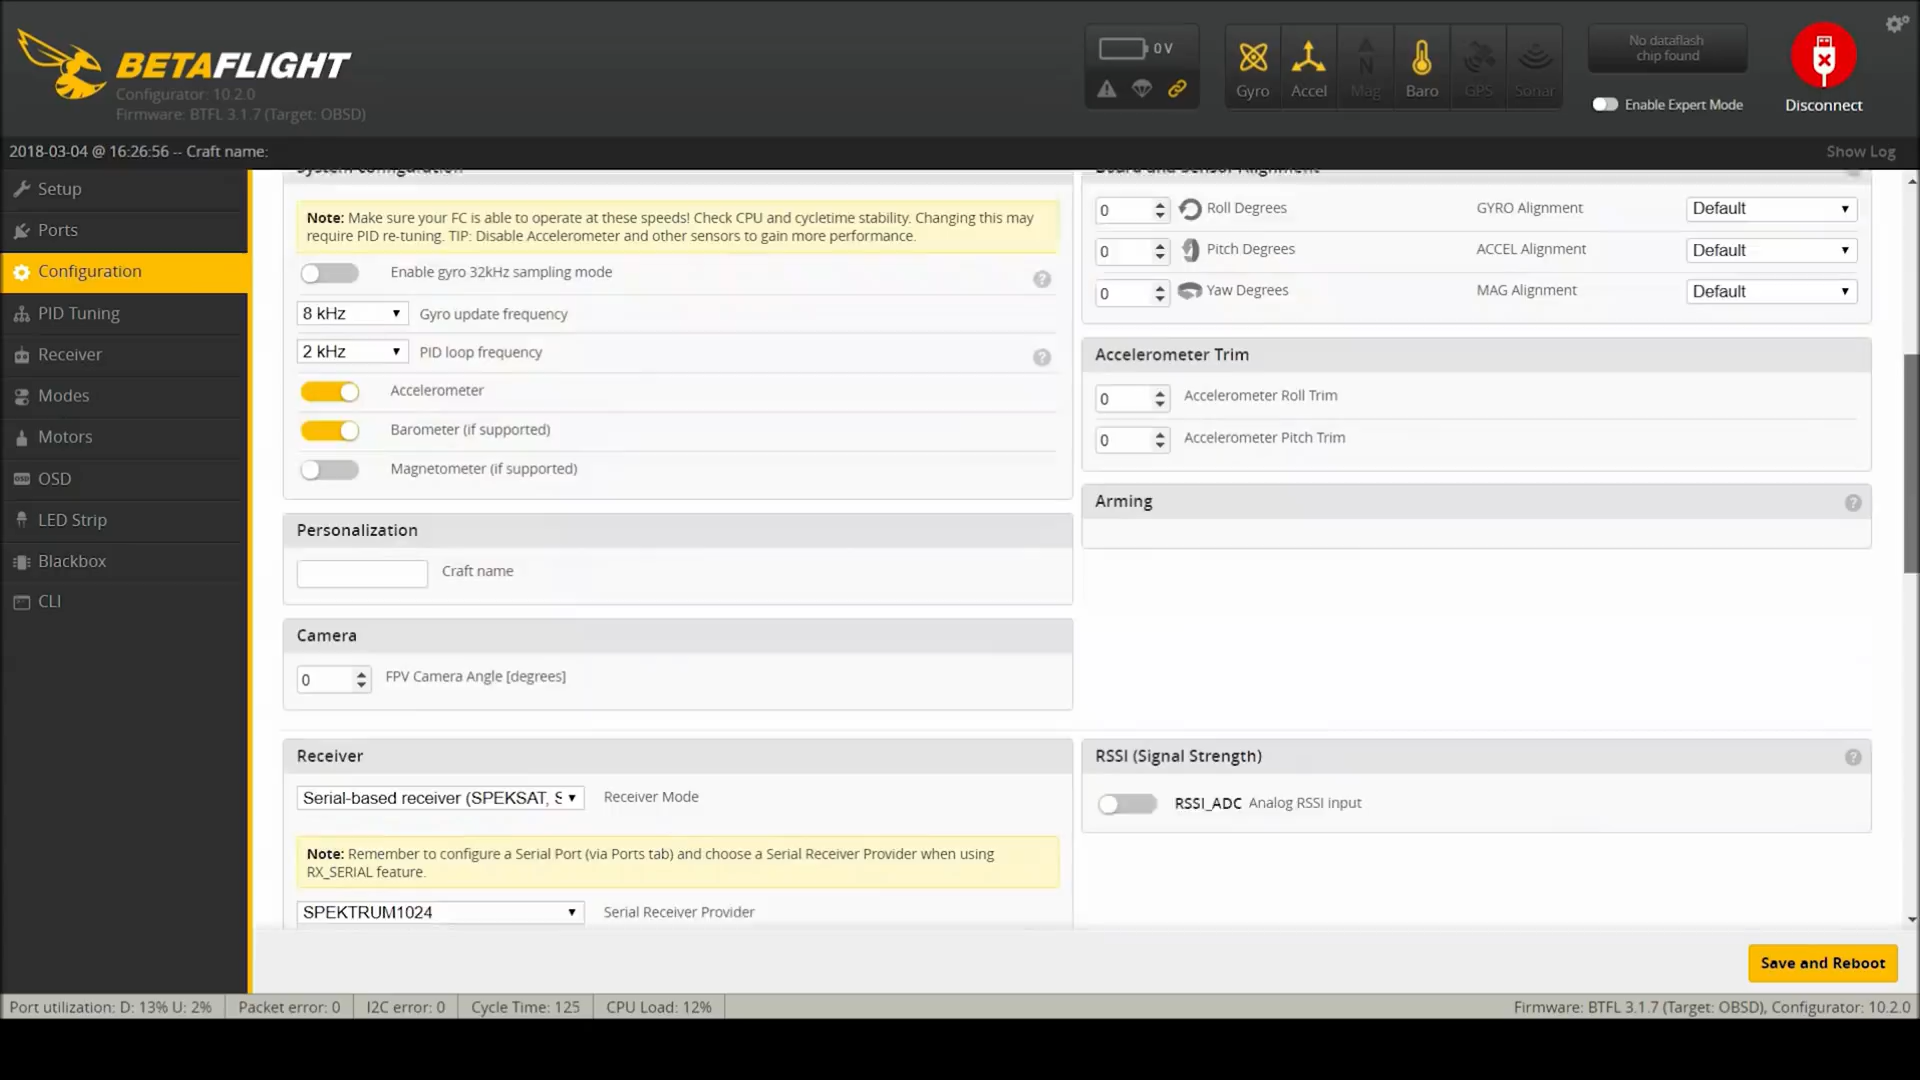 BETAFLIGHT
Configurator: 10.2.0
Firmware: BTFL 3.1.7 (Target: OBSD)
0 V
Gyro
Accel
Mag
Baro
GPS
Sonar
No dataflash
chip found
Enable Expert Mode
Disconnect
2018-03-04 @ 16:26:56 -- Craft name:
Show Log
Setup
Ports
Configuration
PID Tuning
Receiver
Modes
Motors
OSD
LED Strip
Blackbox
CLI
System configuration
Note: Make sure your FC is able to operate at these speeds! Check CPU and cycletime stability. Changing this may
require PID re-tuning. TIP: Disable Accelerometer and other sensors to gain more performance.
Enable gyro 32kHz sampling mode
8 kHz Gyro update frequency
2 kHz PID loop frequency
Accelerometer
Barometer (if supported)
Magnetometer (if supported)
Personalization
Craft name
Camera
0 FPV Camera Angle [degrees]
Receiver
Serial-based receiver (SPEKSAT, S Receiver Mode
Note: Remember to configure a Serial Port (via Ports tab) and choose a Serial Receiver Provider when using
RX_SERIAL feature.
SPEKTRUM1024 Serial Receiver Provider
Board and Sensor Alignment
0 Roll Degrees GYRO Alignment Default
0 Pitch Degrees ACCEL Alignment Default
0 Yaw Degrees MAG Alignment Default
Accelerometer Trim
0 Accelerometer Roll Trim
0 Accelerometer Pitch Trim
Arming
RSSI (Signal Strength)
RSSI_ADC Analog RSSI input
Save and Reboot
Port utilization: D: 13% U: 2% Packet error: 0 I2C error: 0 Cycle Time: 125 CPU Load: 12% Firmware: BTFL 3.1.7 (Target: OBSD), Configurator: 10.2.0